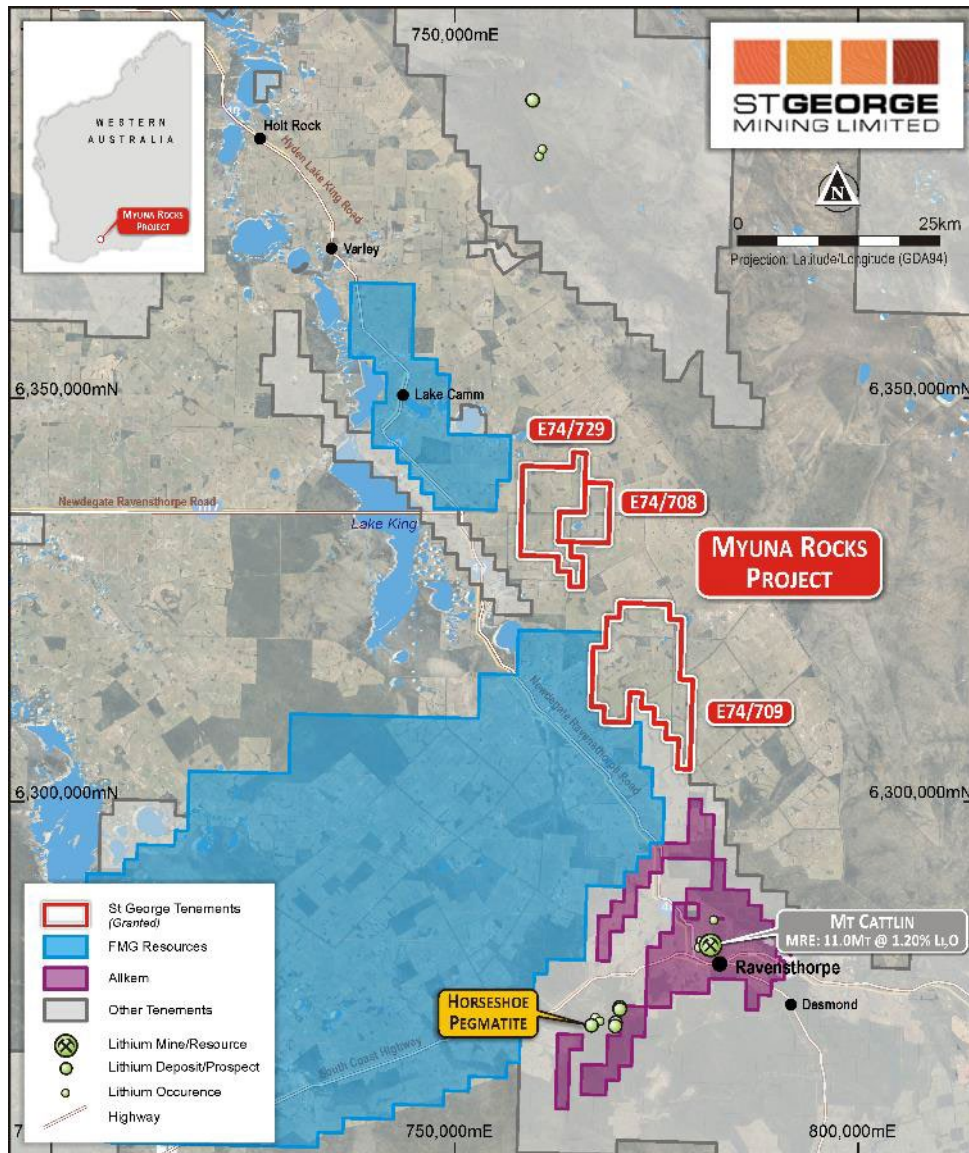 750,000mE
STGEORGE
MINING LIMITED
WESTERN
AUSTRALIA
MYUNA ROCKS
PROJECT
Holt Rock
Hyden Lake King Road
Varley
N
0 25km
Projection: Latitude/Longitude (GDA94)
6,350,000mN
6,350,000mN
Lake Camm
E74/729
E74/708
Newdegate Ravensthorpe Road
Lake King
MYUNA ROCKS
PROJECT
E74/709
Newdegate Ravensthorpe Road
6,300,000mN
6,300,000mN
MT CATTLIN
MRE: 11.0MT @ 1.20% LI2O
Ravensthorpe
Desmond
HORSESHOE
PEGMATITE
South Coast Highway
St George Tenements
(Granted)
FMG Resources
Allkem
Other Tenements
Lithium Mine/Resource
Lithium Deposit/Prospect
Lithium Occurence
Highway
750,000mE
800,000mE